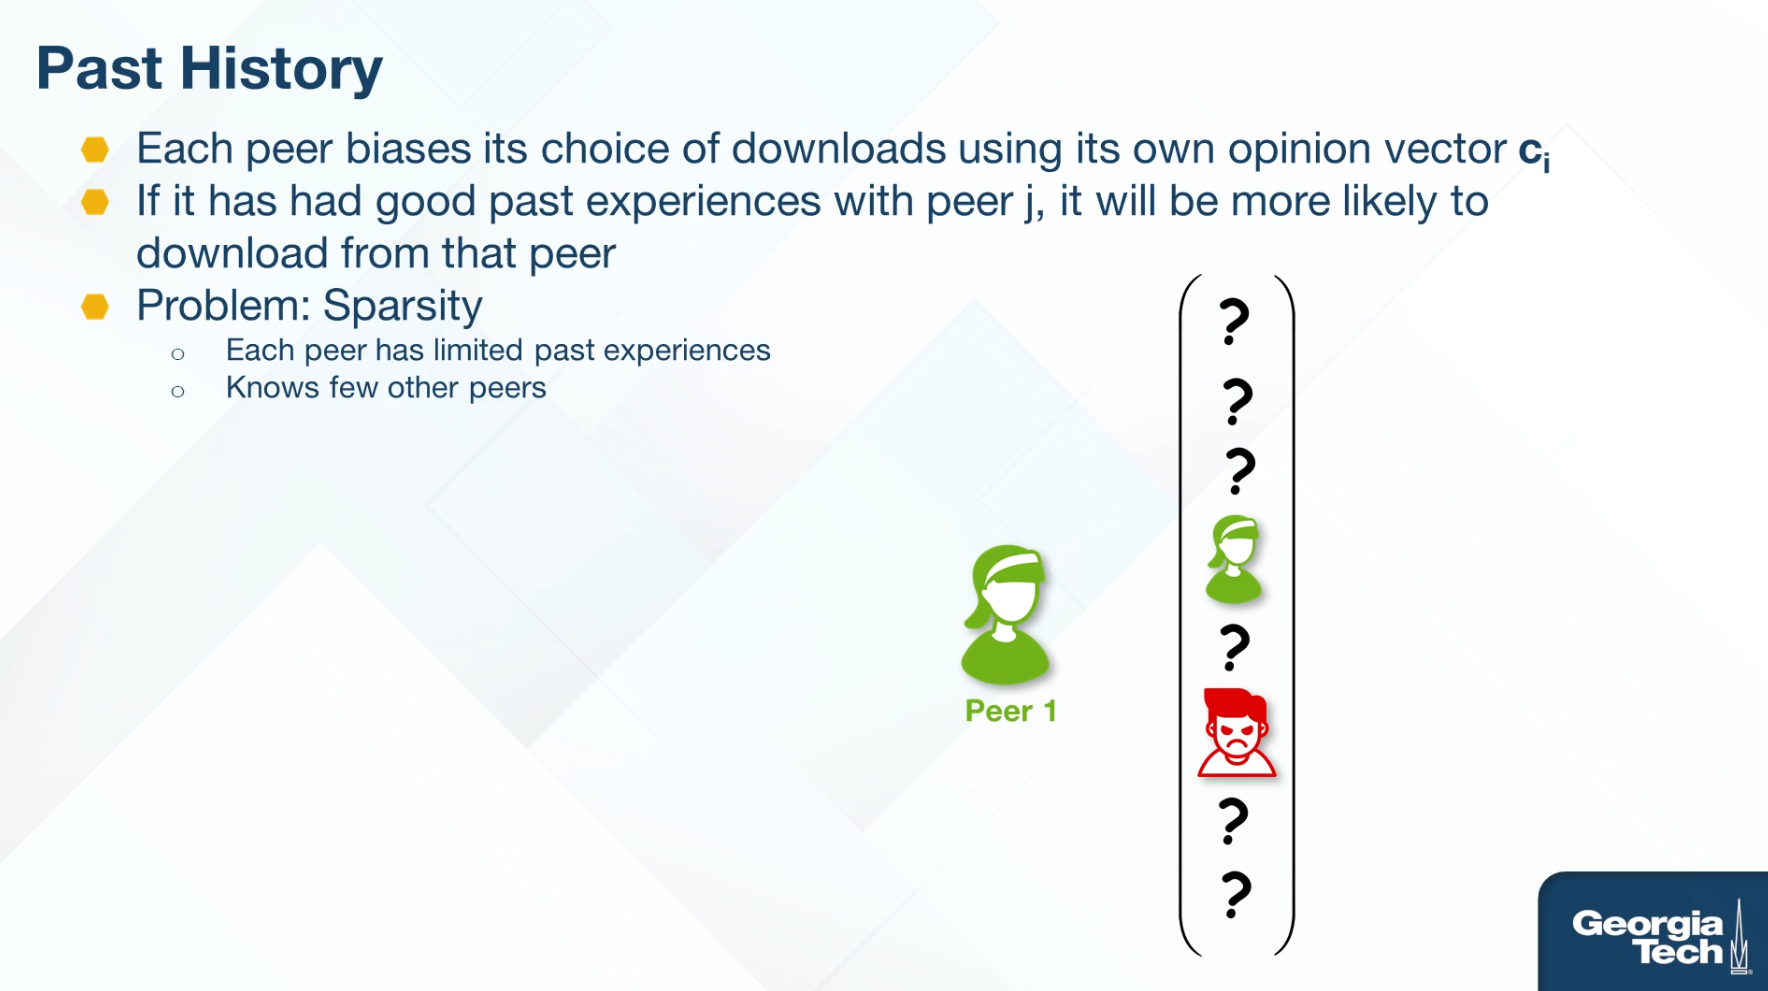 Past History
Each peer biases its choice of downloads using its own opinion vector ci
If it has had good past experiences with peer j, it will be more likely to
download from that peer
Problem: Sparsity
Each peer has limited past experiences
Knows few other peers
?
?
?
?
Peer 1
?
?
Georgia
Tech